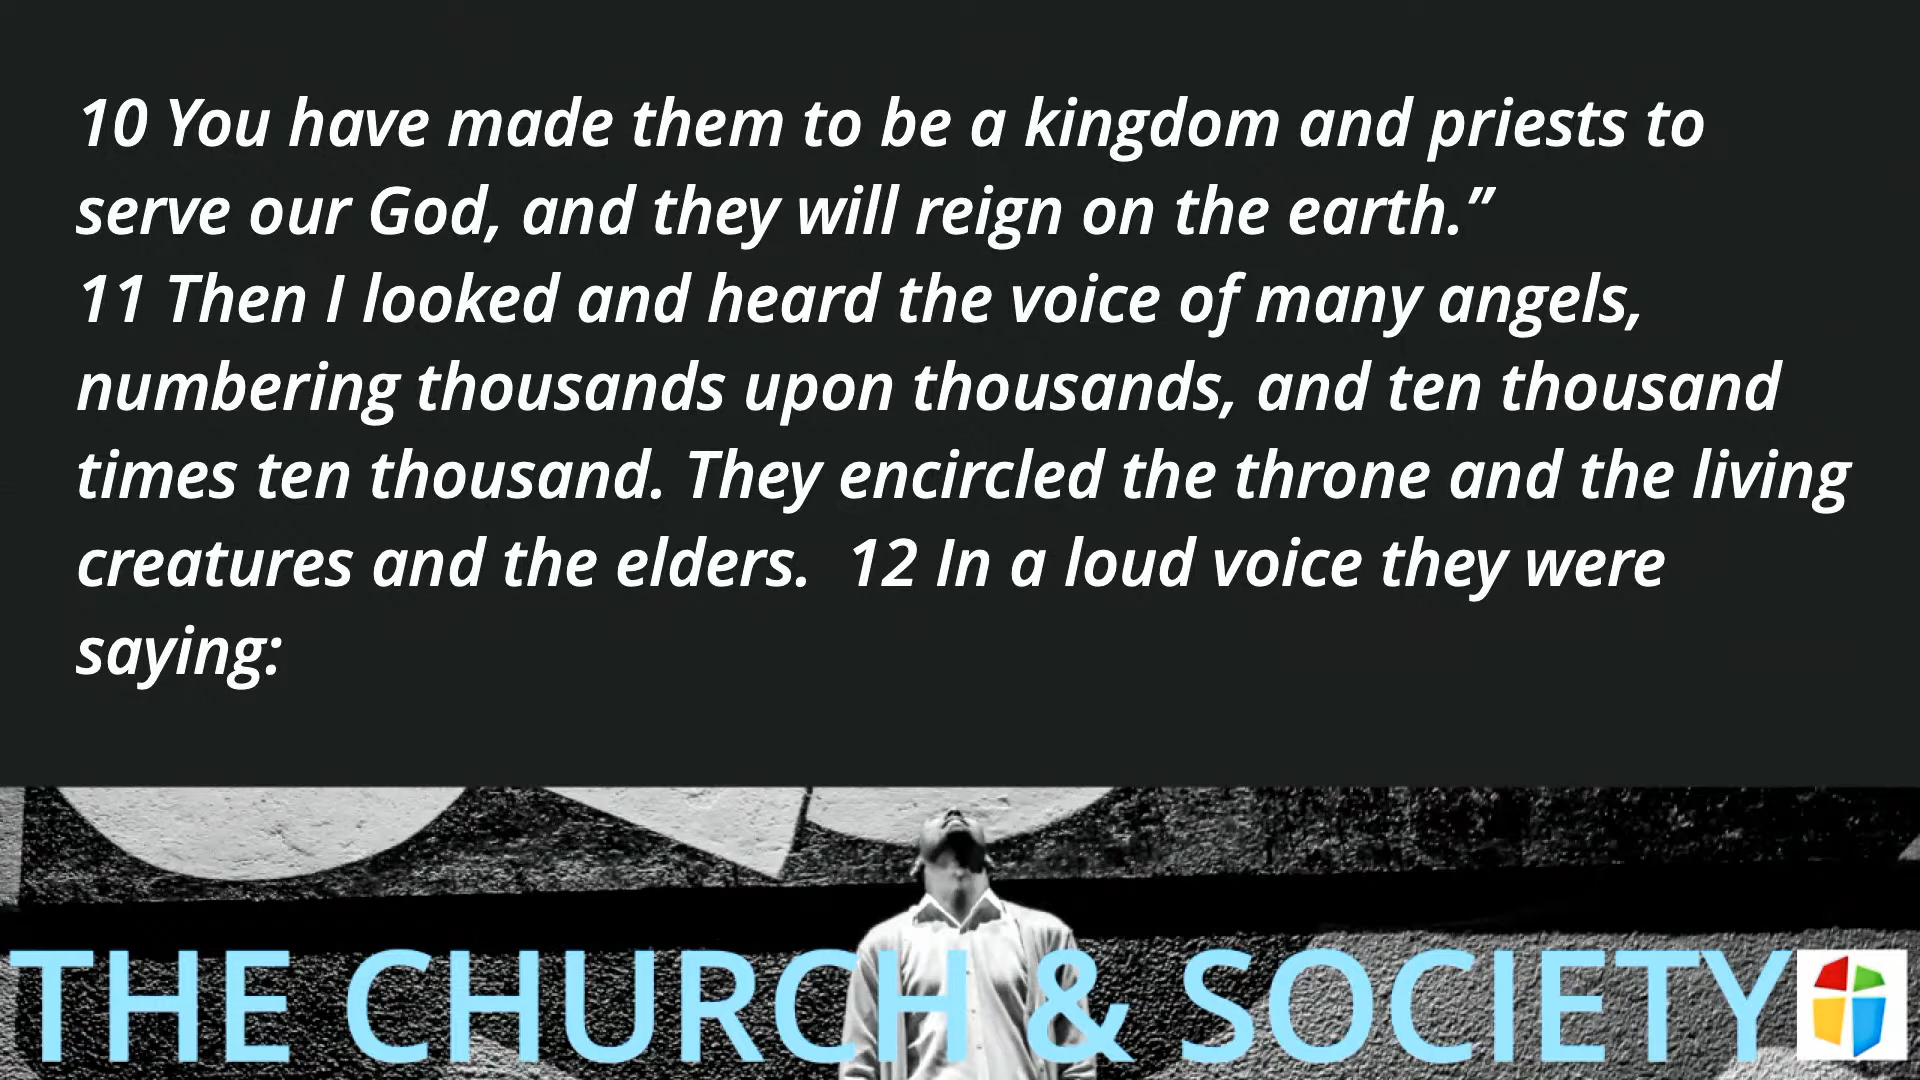 10 You have made them to be a kingdom and priests to
serve our God, and they will reign on the earth.”
11 Then I looked and heard the voice of many angels,
numbering thousands upon thousands, and ten thousand
times ten thousand. They encircled the throne and the living
creatures and the elders.  12 In a loud voice they were
saying:
THE CHURCH & SOCIETY